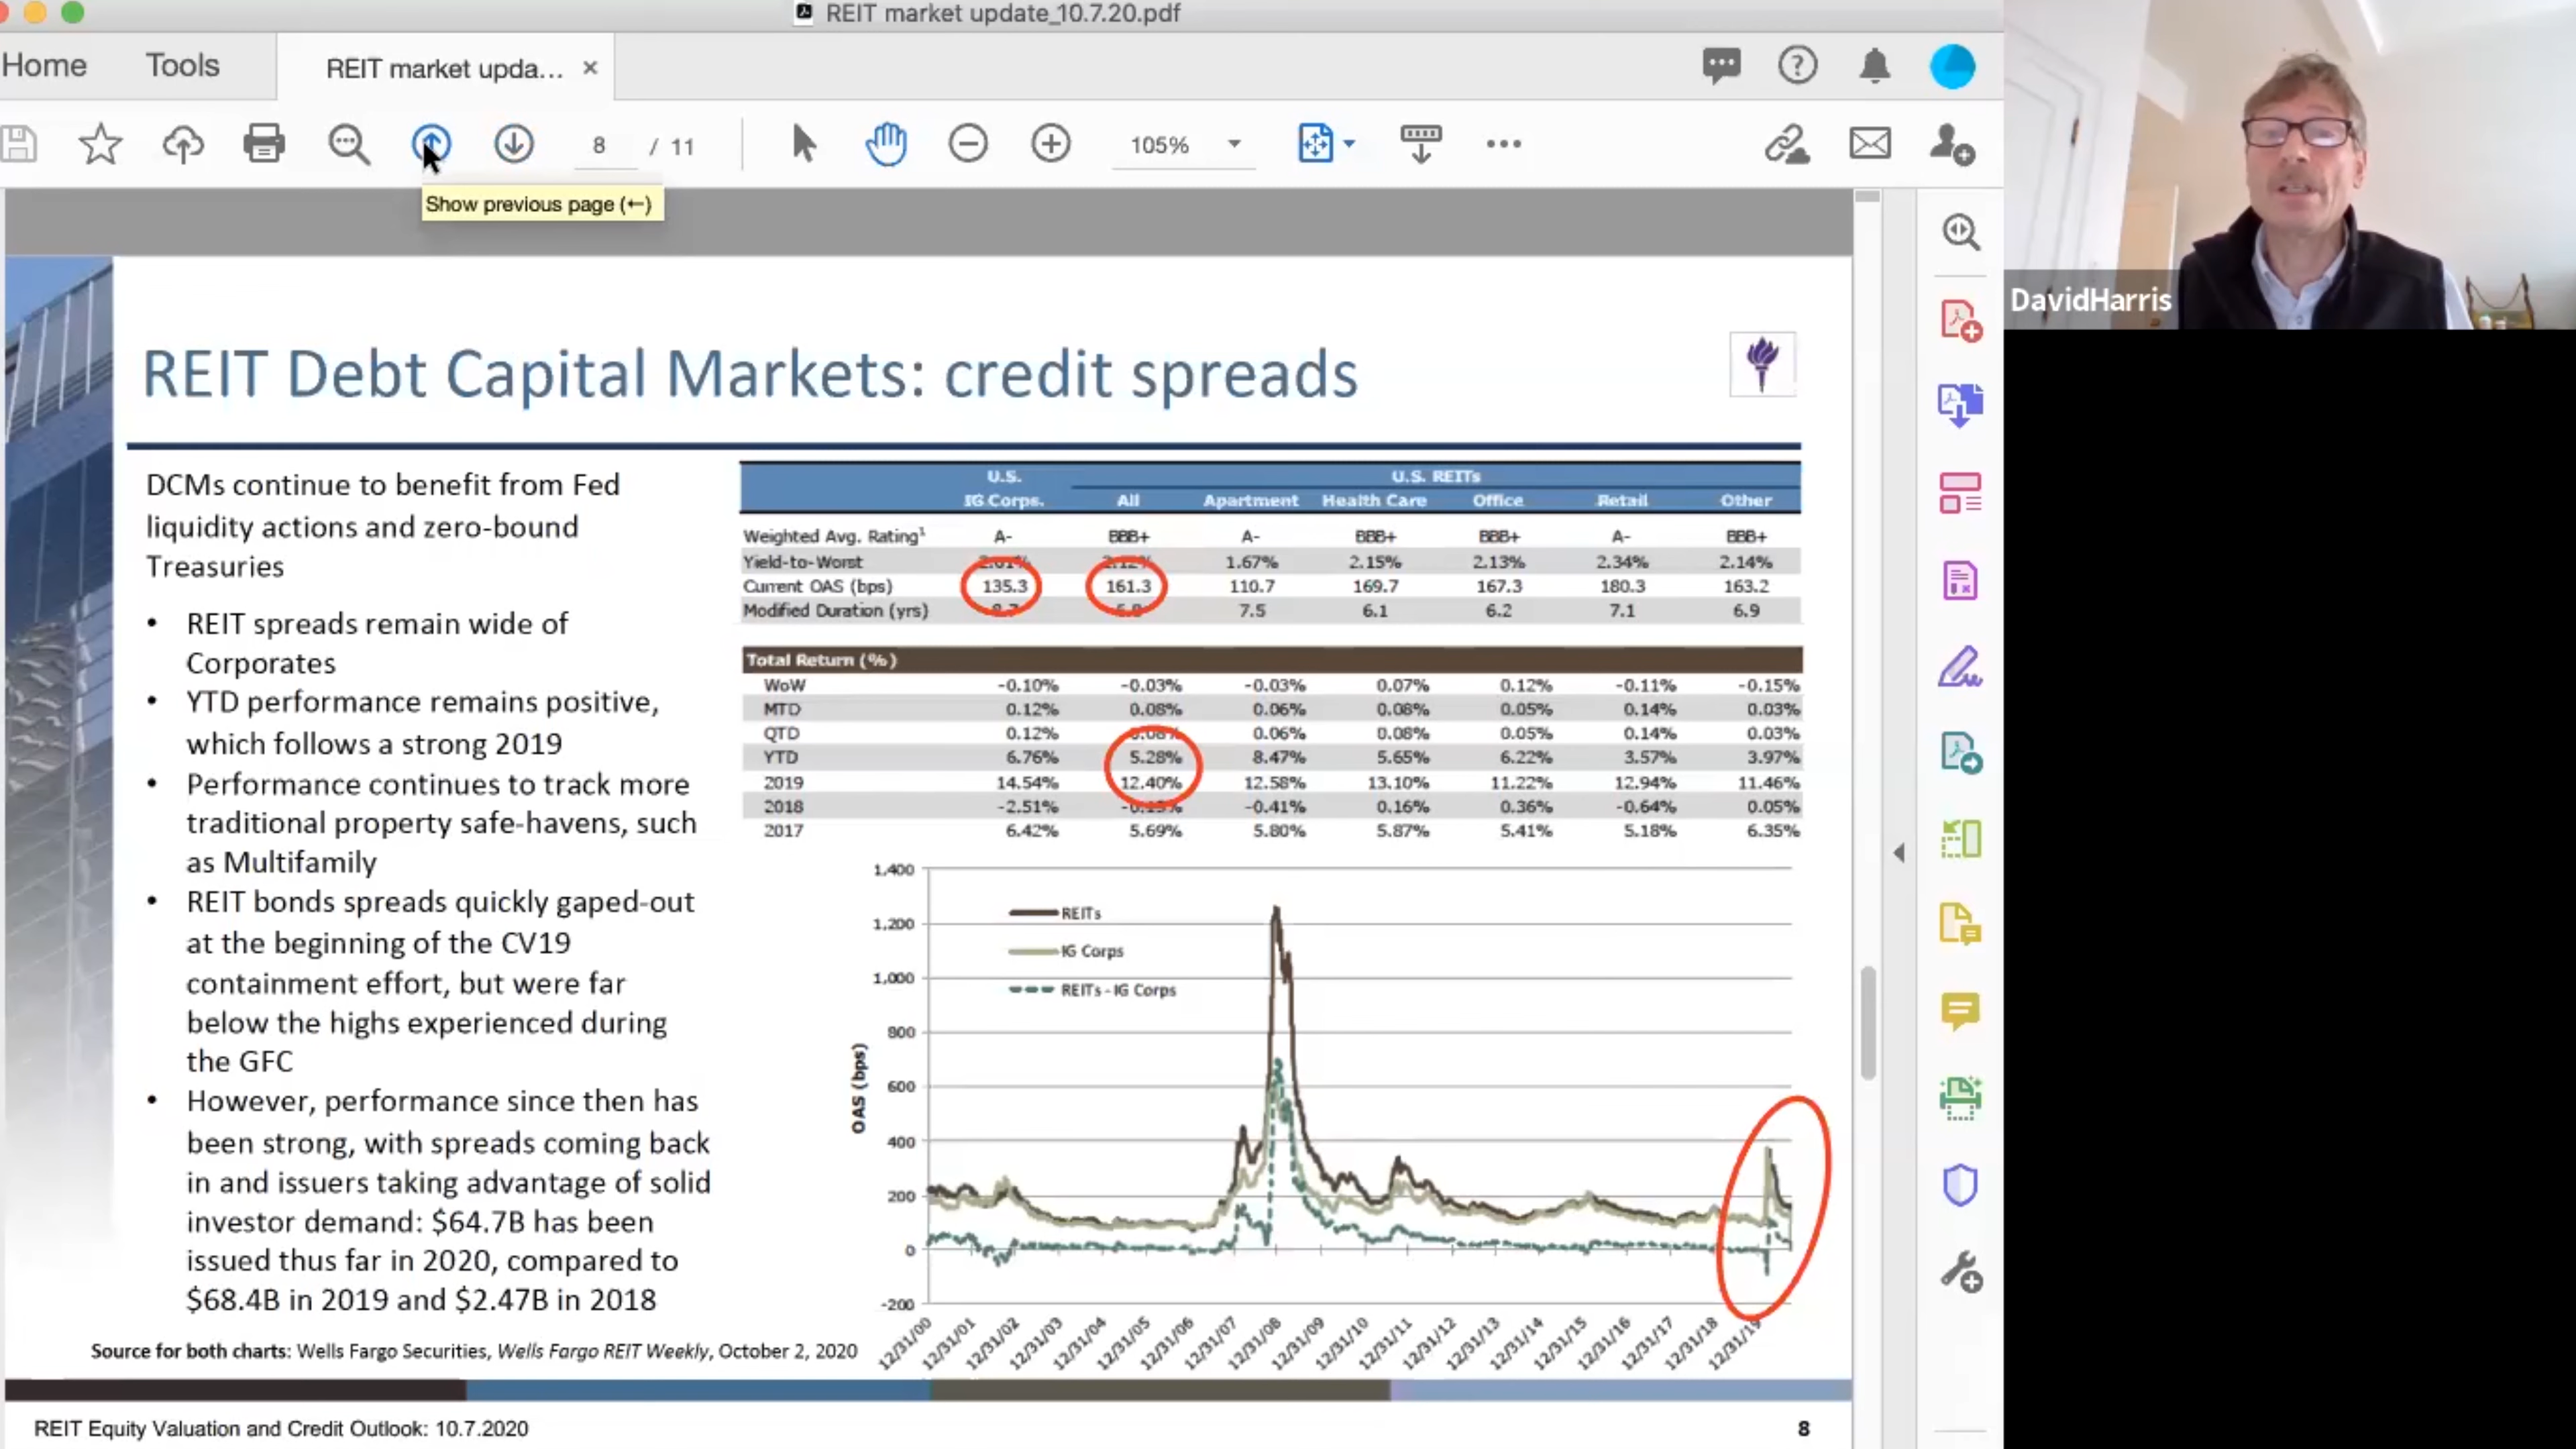 REIT market update_10.7.20.pdf
Home
Tools
REIT market upda... ×
8 / 11
105%
Show previous page (←)
DavidHarris
REIT Debt Capital Markets: credit spreads
DCMs continue to benefit from Fed
liquidity actions and zero-bound
Treasuries
• REIT spreads remain wide of
Corporates
• YTD performance remains positive,
which follows a strong 2019
• Performance continues to track more
traditional property safe-havens, such
as Multifamily
• REIT bonds spreads quickly gaped-out
at the beginning of the CV19
containment effort, but were far
below the highs experienced during
the GFC
• However, performance since then has
been strong, with spreads coming back
in and issuers taking advantage of solid
investor demand: $64.7B has been
issued thus far in 2020, compared to
$68.4B in 2019 and $2.47B in 2018
U.S. U.S. REITs
IG Corps. All Apartment Health Care Office Retail Other
Weighted Avg. Rating¹ A- BBB+ A- BBB+ BBB+ A- BBB+
Yield-to-Worst 1.67% 2.15% 2.13% 2.34% 2.14%
Current OAS (bps) 135.3 161.3 110.7 169.7 167.3 180.3 163.2
Modified Duration (yrs) 7.5 6.1 6.2 7.1 6.9
Total Return (%)
WoW -0.10% -0.03% -0.03% 0.07% 0.12% -0.11% -0.15%
MTD 0.12% 0.08% 0.06% 0.08% 0.05% 0.14% 0.03%
QTD 0.12% 0.08% 0.06% 0.08% 0.05% 0.14% 0.03%
YTD 6.76% 5.28% 8.47% 5.65% 6.22% 3.57% 3.97%
2019 14.54% 12.40% 12.58% 13.10% 11.22% 12.94% 11.46%
2018 -2.51% -0.41% 0.16% 0.36% -0.64% 0.05%
2017 6.42% 5.69% 5.80% 5.87% 5.41% 5.18% 6.35%
1,400
1,200
1,000
800
600
400
200
0
-200
OAS (bps)
REITs
IG Corps
REITs - IG Corps
12/31/00 12/31/01 12/31/02 12/31/03 12/31/04 12/31/05 12/31/06 12/31/07 12/31/08 12/31/09 12/31/10 12/31/11 12/31/12 12/31/13 12/31/14 12/31/15 12/31/16 12/31/17 12/31/18 12/31/19
Source for both charts: Wells Fargo Securities, Wells Fargo REIT Weekly, October 2, 2020
REIT Equity Valuation and Credit Outlook: 10.7.2020
8